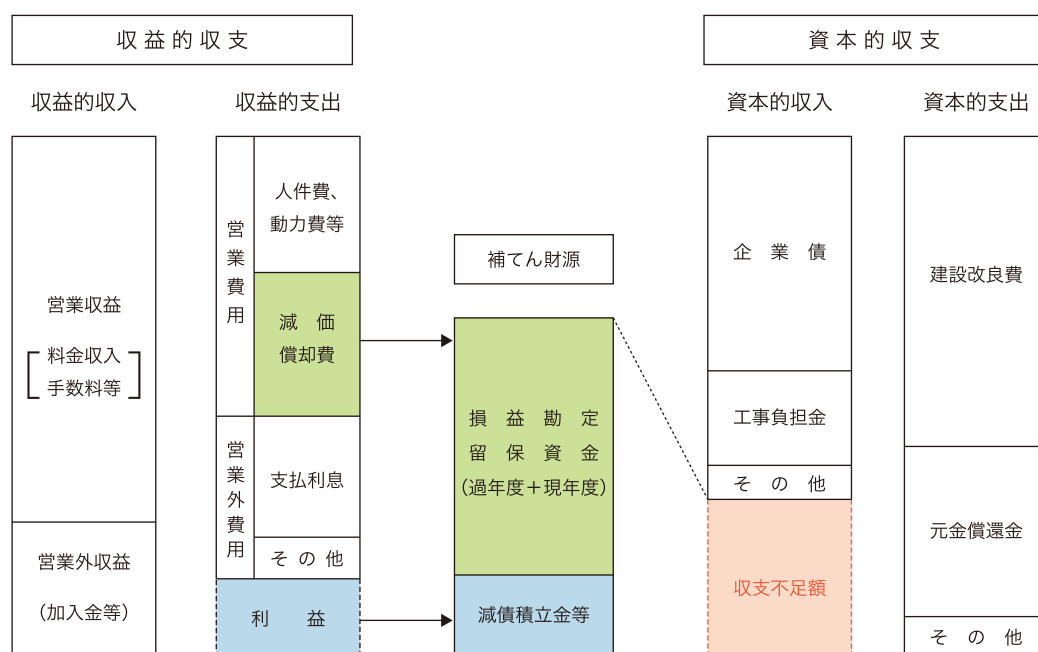 収益的収支
収益的収入
収益的支出
営業収益
料金収入
手数料等
営業外収益
（加入金等）
営業費用
人件費、
動力費等
減価
償却費
営業外費用
支払利息
その他
利益
補てん財源
損益勘定
留保資金
（過年度＋現年度）
減債積立金等
資本的収支
資本的収入
資本的支出
企業債
工事負担金
その他
収支不足額
建設改良費
元金償還金
その他